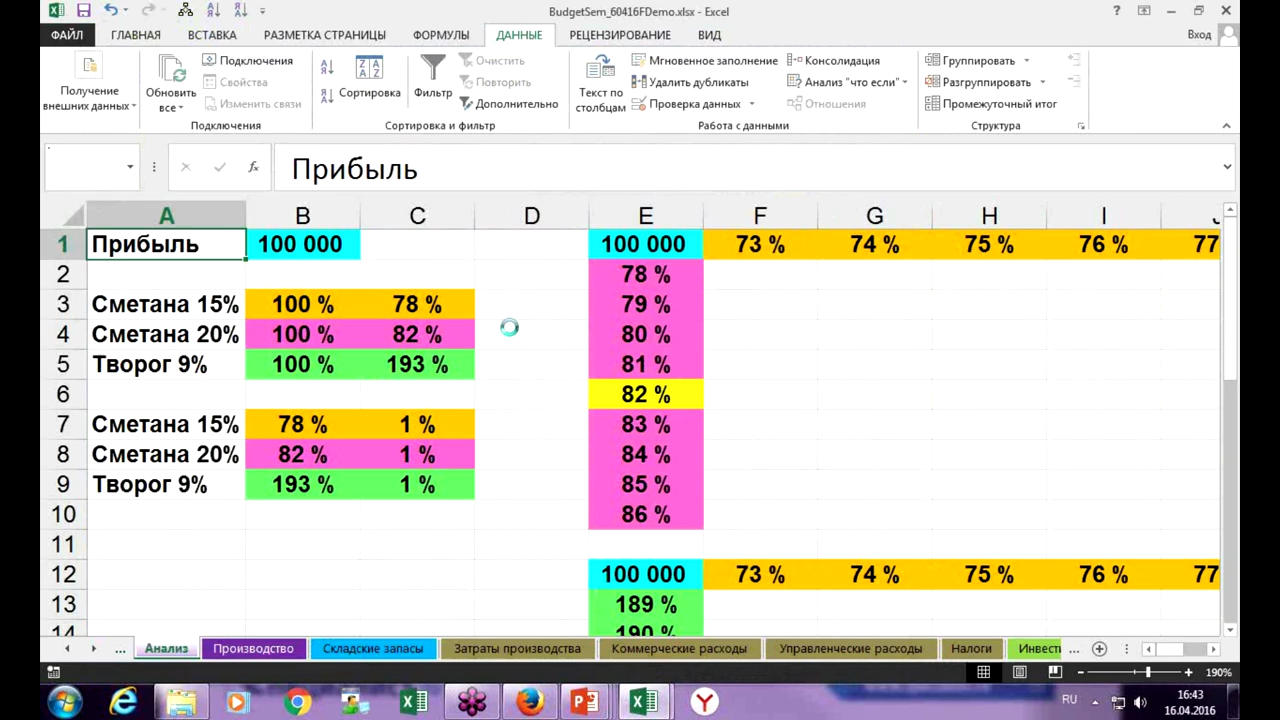 BudgetSem_60416FDemo.xlsx - Excel
ФАЙЛ ГЛАВНАЯ ВСТАВКА РАЗМЕТКА СТРАНИЦЫ ФОРМУЛЫ ДАННЫЕ РЕЦЕНЗИРОВАНИЕ ВИД Вход
Получение внешних данных
Обновить все
Подключения
Свойства
Изменить связи
Подключения
Сортировка
Фильтр
Очистить
Повторить
Дополнительно
Сортировка и фильтр
Текст по столбцам
Мгновенное заполнение
Удалить дубликаты
Проверка данных
Консолидация
Анализ "что если"
Отношения
Работа с данными
Группировать
Разгруппировать
Промежуточный итог
Структура
fx Прибыль
A B C D E F G H I J
1 Прибыль 100 000 100 000 73 % 74 % 75 % 76 % 77
2 78 %
3 Сметана 15% 100 % 78 % 79 %
4 Сметана 20% 100 % 82 % 80 %
5 Творог 9% 100 % 193 % 81 %
6 82 %
7 Сметана 15% 78 % 1 % 83 %
8 Сметана 20% 82 % 1 % 84 %
9 Творог 9% 193 % 1 % 85 %
10 86 %
11
12 100 000 73 % 74 % 75 % 76 % 77
13 189 %
14 190 %
... Анализ Производство Складские запасы Затраты производства Коммерческие расходы Управленческие расходы Налоги Инвести ...
190%
RU 16:43
16.04.2016